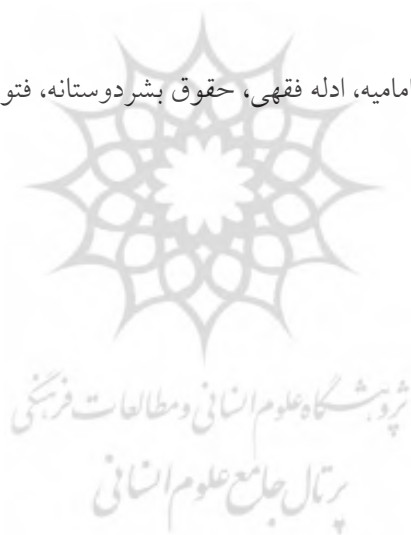 امامیه، ادله فقهی، حقوق بشردوستانه، فتو
پژوهشگاه علوم انسانی و مطالعات فرهنگی
پرتال جامع علوم انسانی